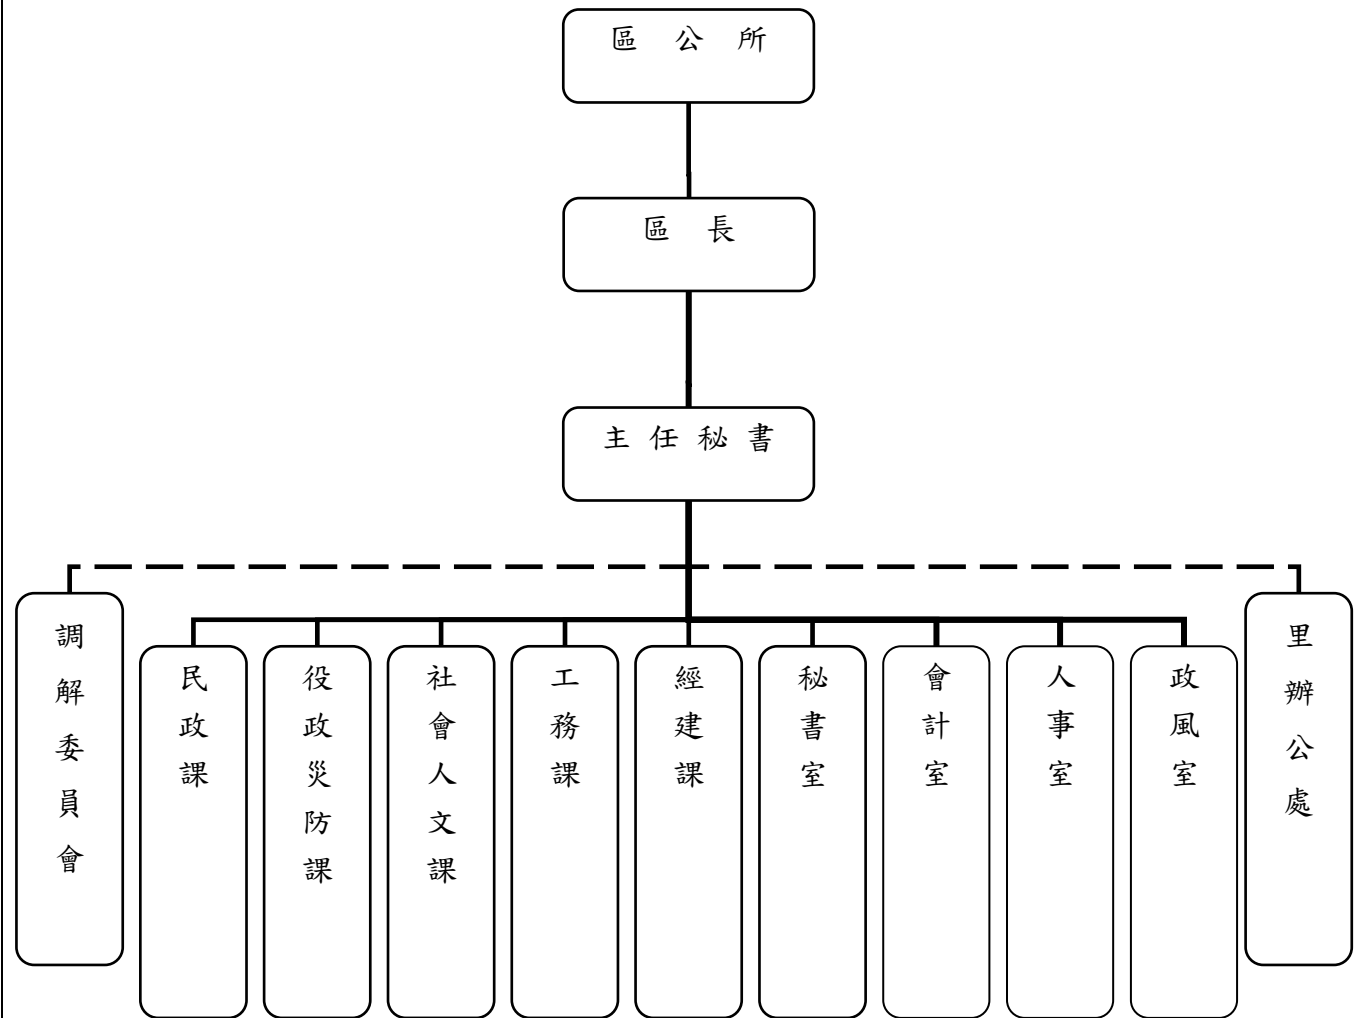 區公所
區長
主任秘書
調解委員會
民政課
役政災防課
社會人文課
工務課
經建課
秘書室
會計室
人事室
政風室
里辦公處